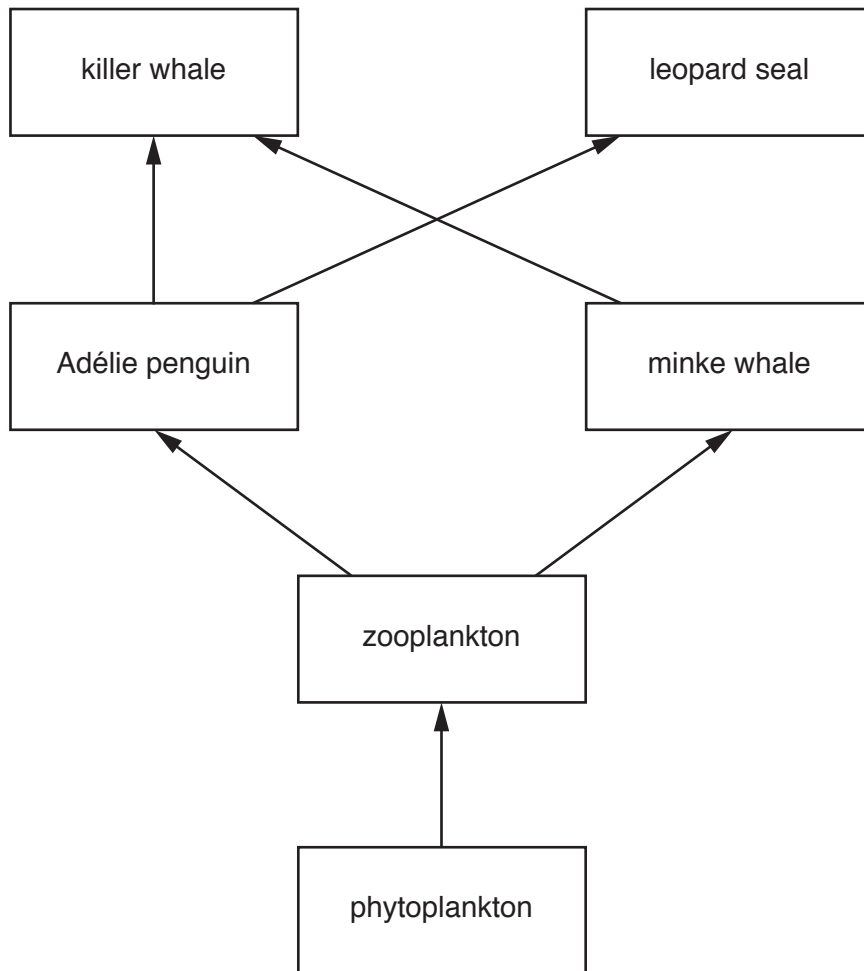 killer whale
leopard seal
Adélie penguin
minke whale
zooplankton
phytoplankton